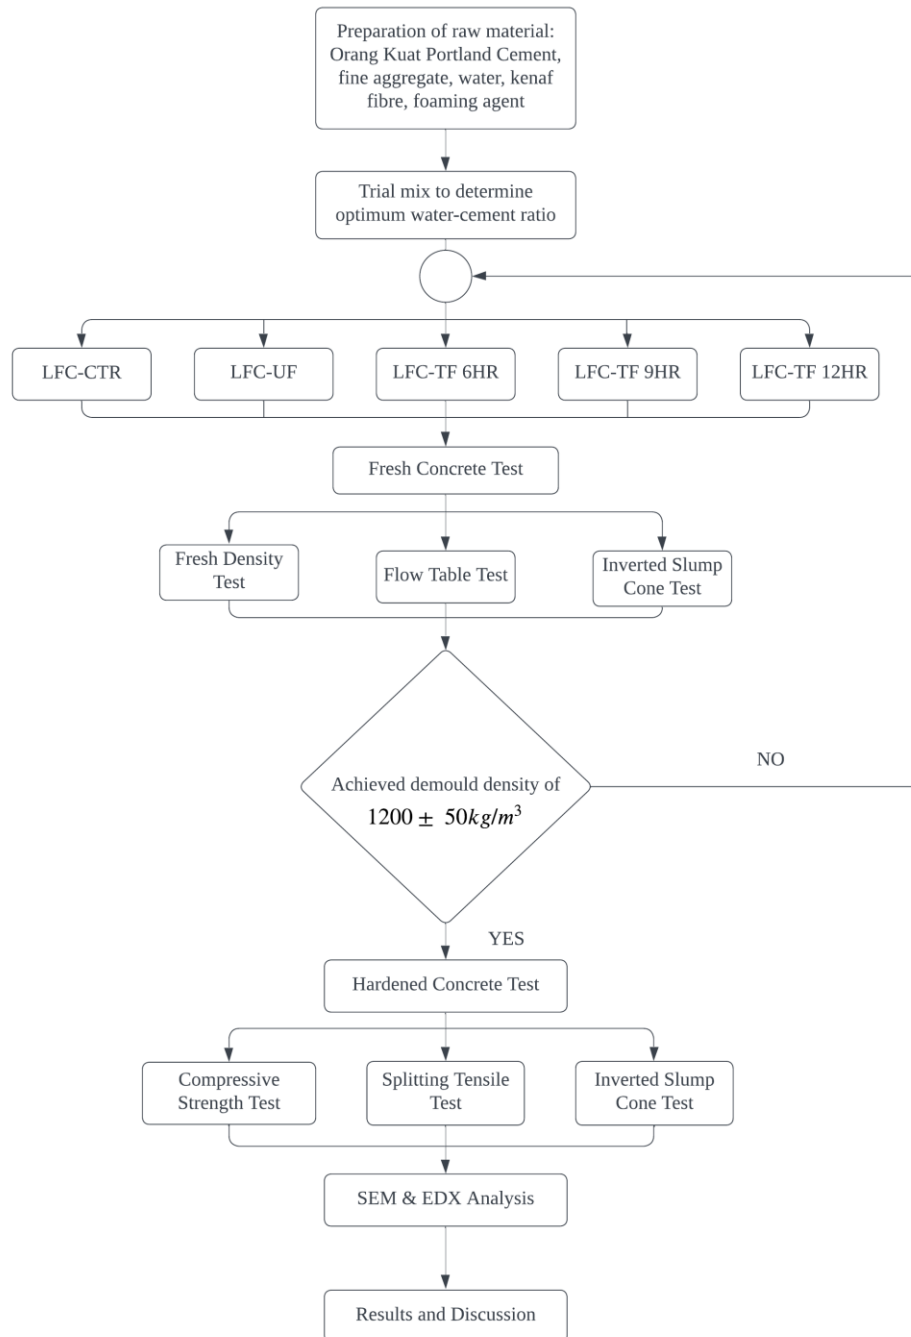 Preparation of raw material:
Orang Kuat Portland Cement,
fine aggregate, water, kenaf
fibre, foaming agent
Trial mix to determine
optimum water-cement ratio
LFC-CTR
LFC-UF
LFC-TF 6HR
LFC-TF 9HR
LFC-TF 12HR
Fresh Concrete Test
Fresh Density
Test
Flow Table Test
Inverted Slump
Cone Test
Achieved demould density of
1200 ± 50kg/m³
NO
YES
Hardened Concrete Test
Compressive
Strength Test
Splitting Tensile
Test
Inverted Slump
Cone Test
SEM & EDX Analysis
Results and Discussion